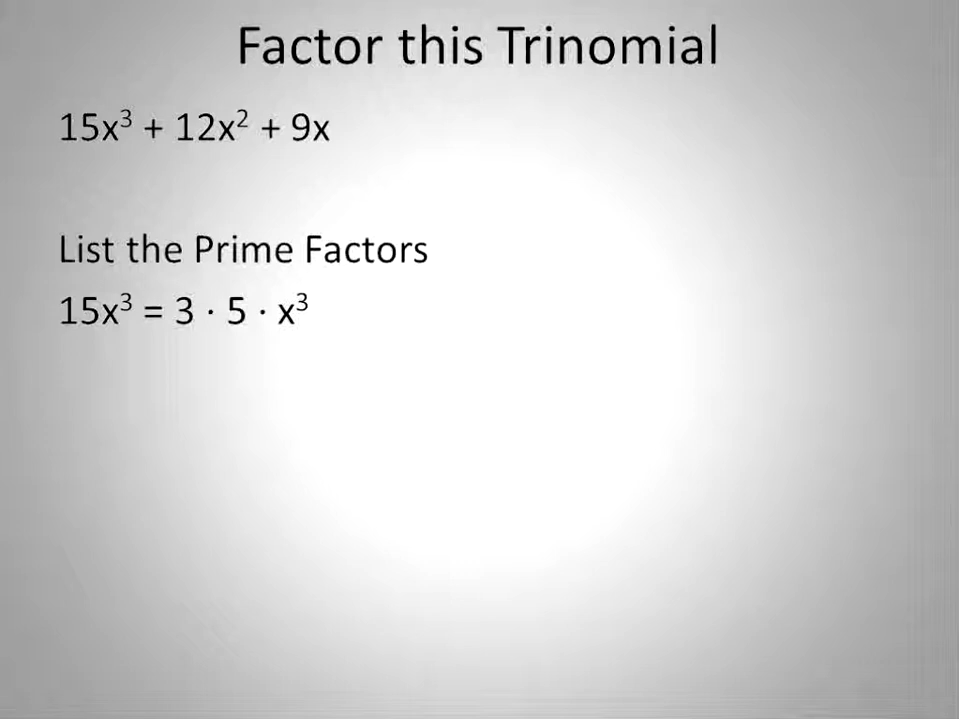 Factor this Trinomial
15x³ + 12x² + 9x
List the Prime Factors
15x³ = 3 · 5 · x³